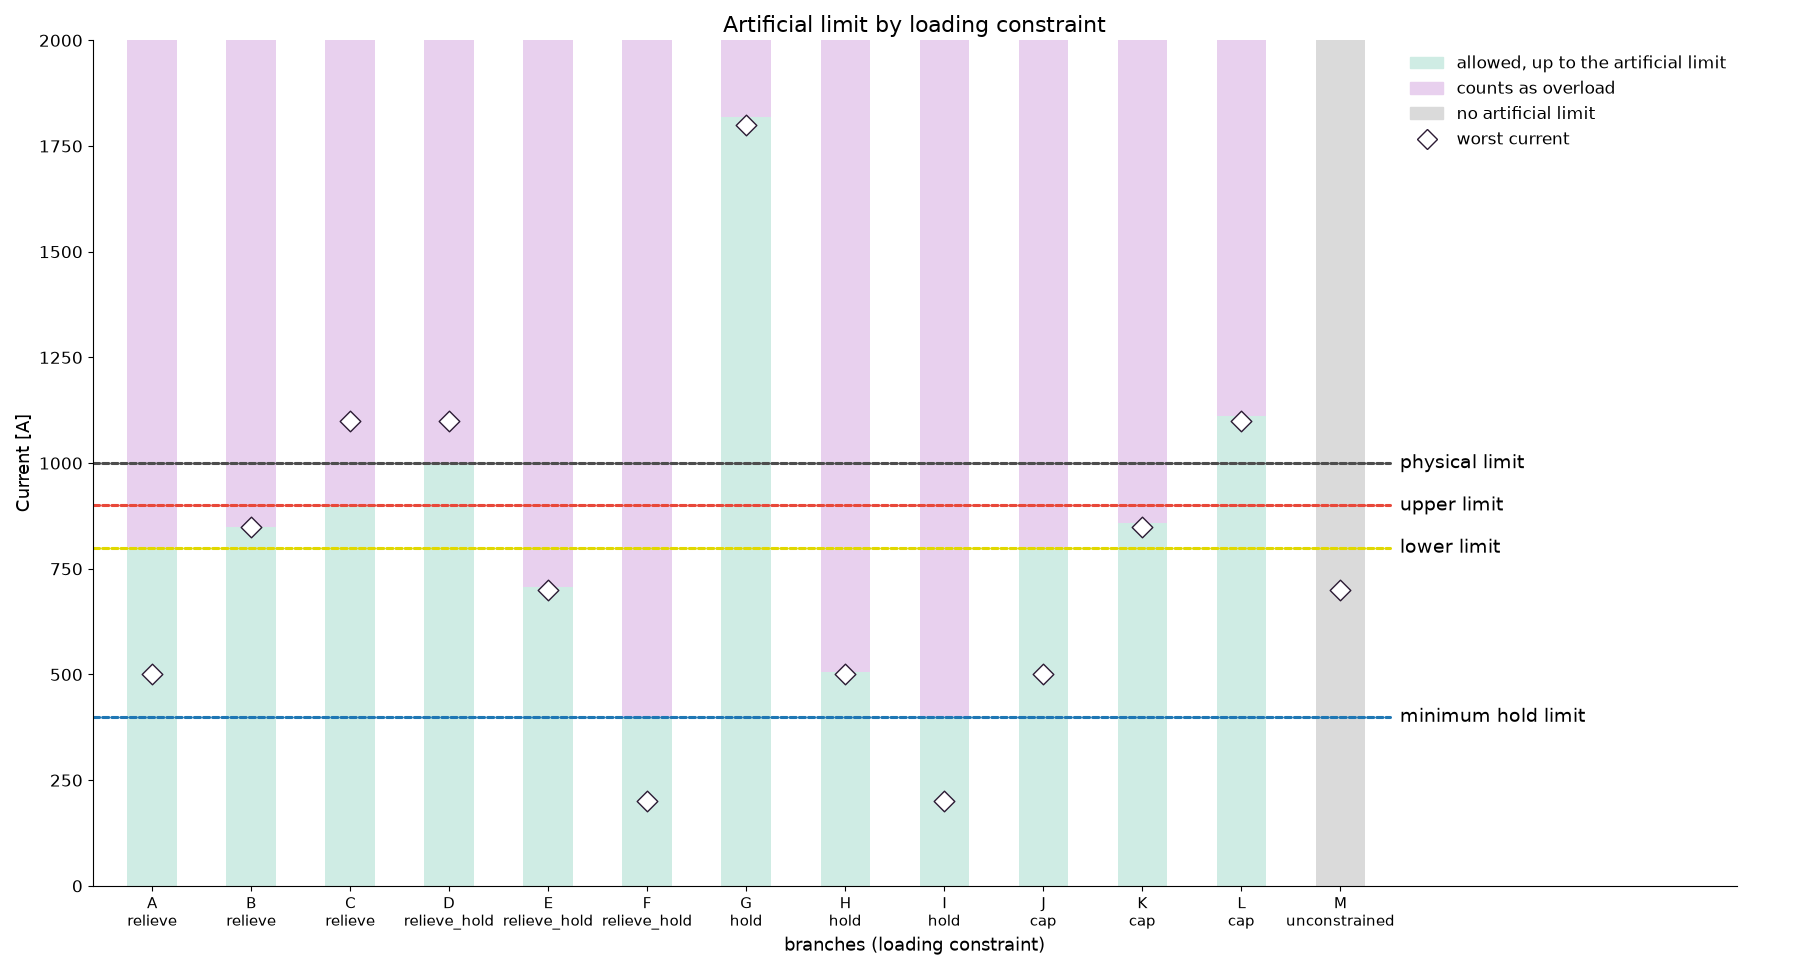 Artificial limit by loading constraint
2000
1750
1500
1250
1000
750
500
250
0
Current [A]
allowed, up to the artificial limit
counts as overload
no artificial limit
worst current
physical limit
upper limit
lower limit
minimum hold limit
A B C D E F G H I J K L M
relieve relieve relieve relieve_hold relieve_hold relieve_hold hold hold hold cap cap cap unconstrained
branches (loading constraint)